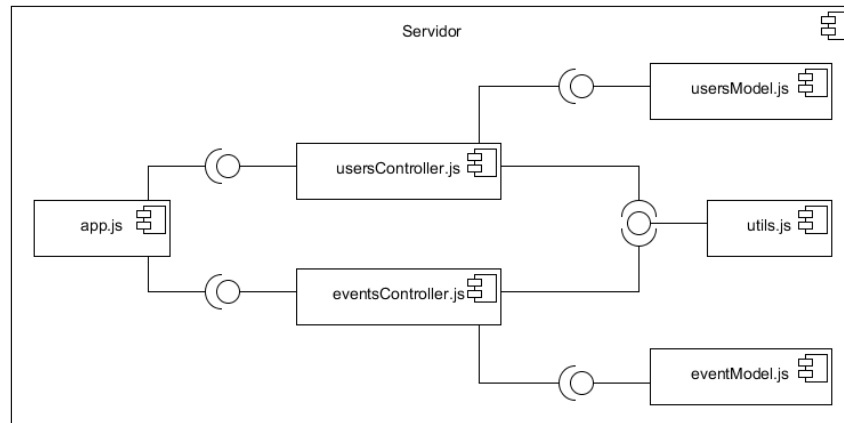 Servidor
usersModel.js
usersController.js
app.js
utils.js
eventsController.js
eventModel.js